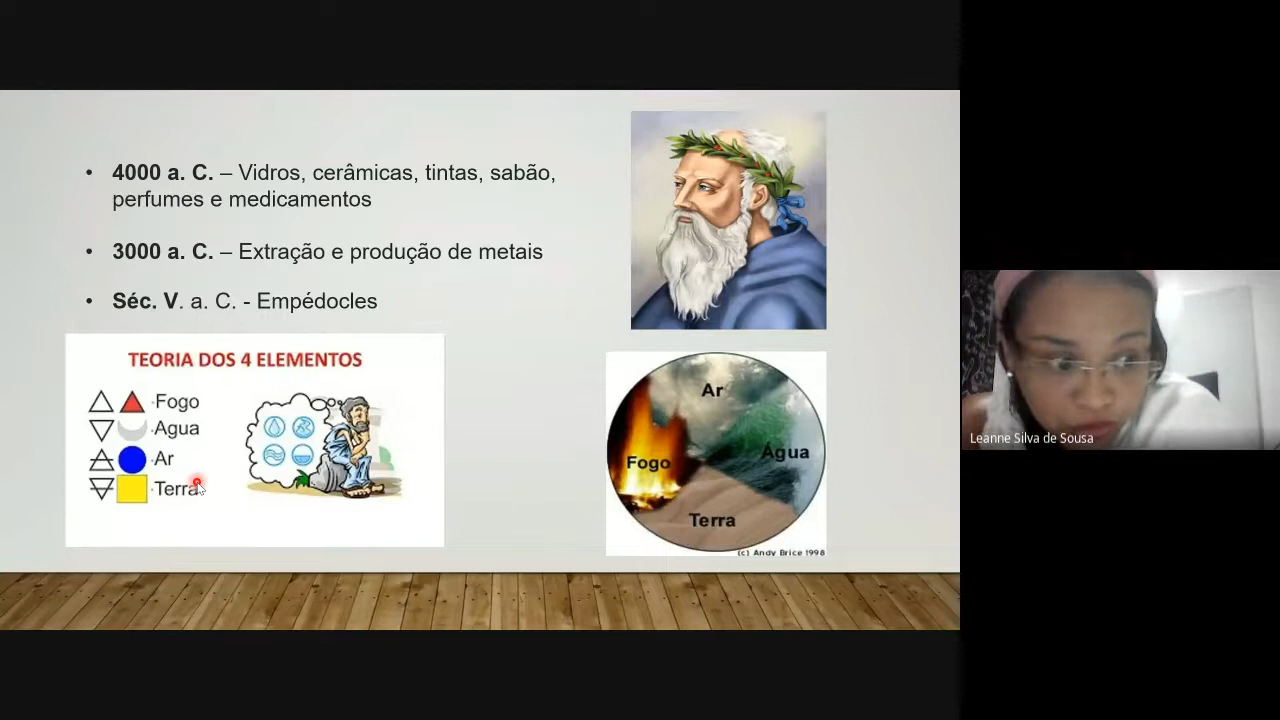 4000 a. C. – Vidros, cerâmicas, tintas, sabão,
perfumes e medicamentos
3000 a. C. – Extração e produção de metais
Séc. V. a. C. - Empédocles
TEORIA DOS 4 ELEMENTOS
Fogo
Agua
Ar
Terra
Ar
Fogo
Água
Terra
(c) Andy Brice 1998
Leanne Silva de Sousa